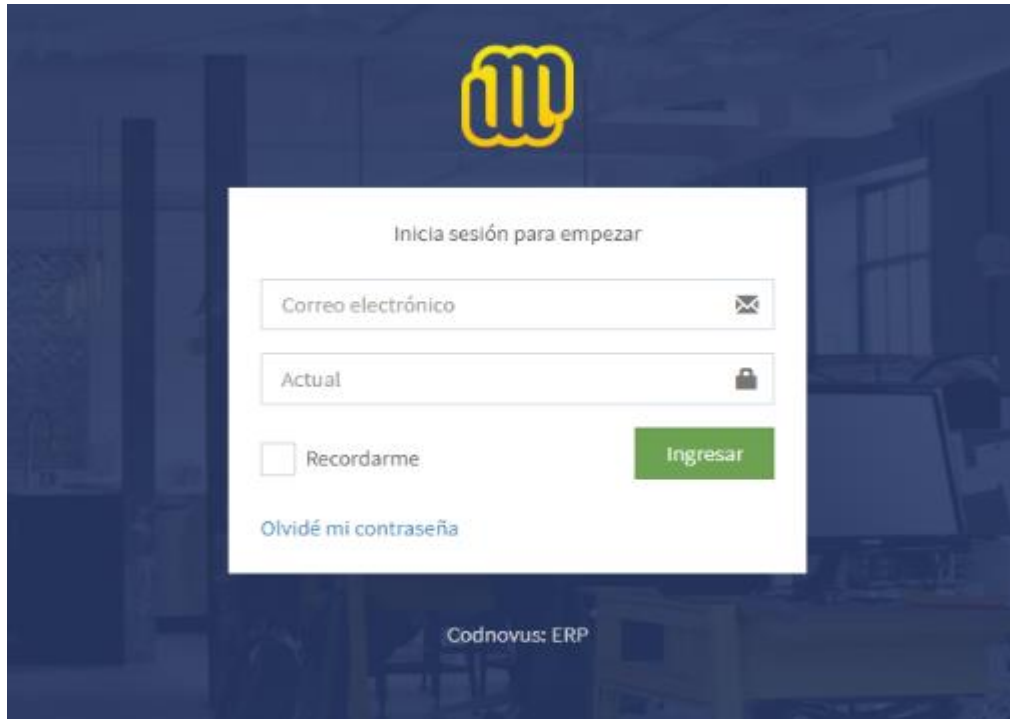 Inicia sesión para empezar
Correo electrónico
Actual
Recordarme
Ingresar
Olvidé mi contraseña
Codnovus: ERP